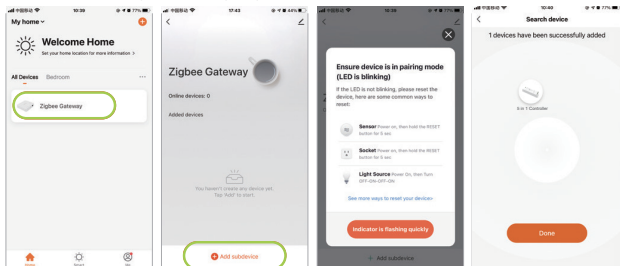 中国移动
10:39
77%
My home
Welcome Home
Set your home location for more information >
All Devices Bedroom ...
Zigbee Gateway
Home Smart Me
中国移动
17:43
44%
Zigbee Gateway
Online devices: 0
Added devices
You haven't create any device yet.
Tap "Add" to start.
Add subdevice
中国移动
77%
Ensure device is in pairing mode
(LED is blinking)
If the LED is not blinking, please reset the
device, here are some common ways to
reset:
Sensor Power on, then hold the RESET
button for 5 sec
Socket Power on, then hold the RESET
button for 5 sec
Light Source Power On, then Turn
OFF-ON-OFF-ON
See more ways to reset your device>
Indicator is flashing quickly
Add subdevice
中国移动
10:40
77%
Search device
1 devices have been successfully added
4 in 1 Controller
Done